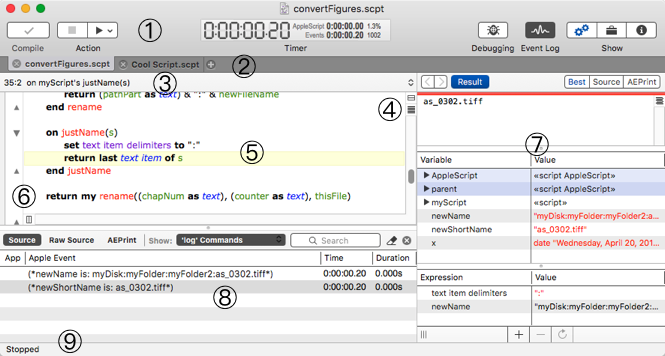 convertFigures.scpt
0:00:00.20 AppleScript 0:00:00.00 1.3%
Events 0:00:00.20 1002
①
Compile Action Timer Debugging Event Log Show
convertFigures.scpt Cool Script.scpt ②
35:2 on myScript's justName(s) ③
Result Best Source AEPrint
return (pathPart as text) & ":" & newFileName
end rename
on justName(s)
set text item delimiters to ":"
return last text item of s
end justName
return my rename((chapNum as text), (counter as text), thisFile)
④
⑤
⑥
as_0302.tiff
⑦
Variable Value
AppleScript «script AppleScript»
parent «script AppleScript»
myScript «script»
newName "myDisk:myFolder:myFolder2:a...
newShortName "as_0302.tiff"
x date "Wednesday, April 20, 201...
Source Raw Source AEPrint Show: 'log' Commands Search
App Apple Event Time Duration
(*newName is: myDisk:myFolder:myFolder2:as_0302.tiff*) 0:00:00.20 0.000s
(*newShortName is: as_0302.tiff*) 0:00:00.20 0.000s
⑧
Expression Value
text item delimiters ":"
newName "myDisk:myFolder:myFolder2:...
⑨
Stopped